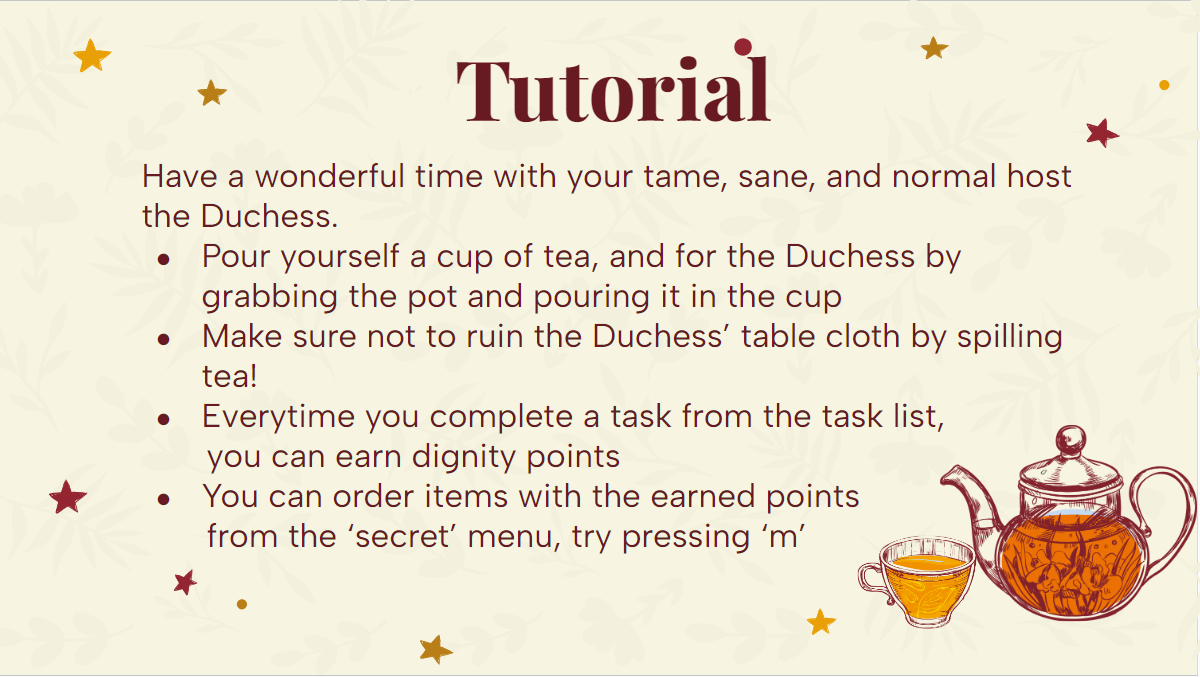 Tutorial
Have a wonderful time with your tame, sane, and normal host
the Duchess.
● Pour yourself a cup of tea, and for the Duchess by
grabbing the pot and pouring it in the cup
● Make sure not to ruin the Duchess’ table cloth by spilling
tea!
● Everytime you complete a task from the task list,
you can earn dignity points
● You can order items with the earned points
from the ‘secret’ menu, try pressing ‘m’